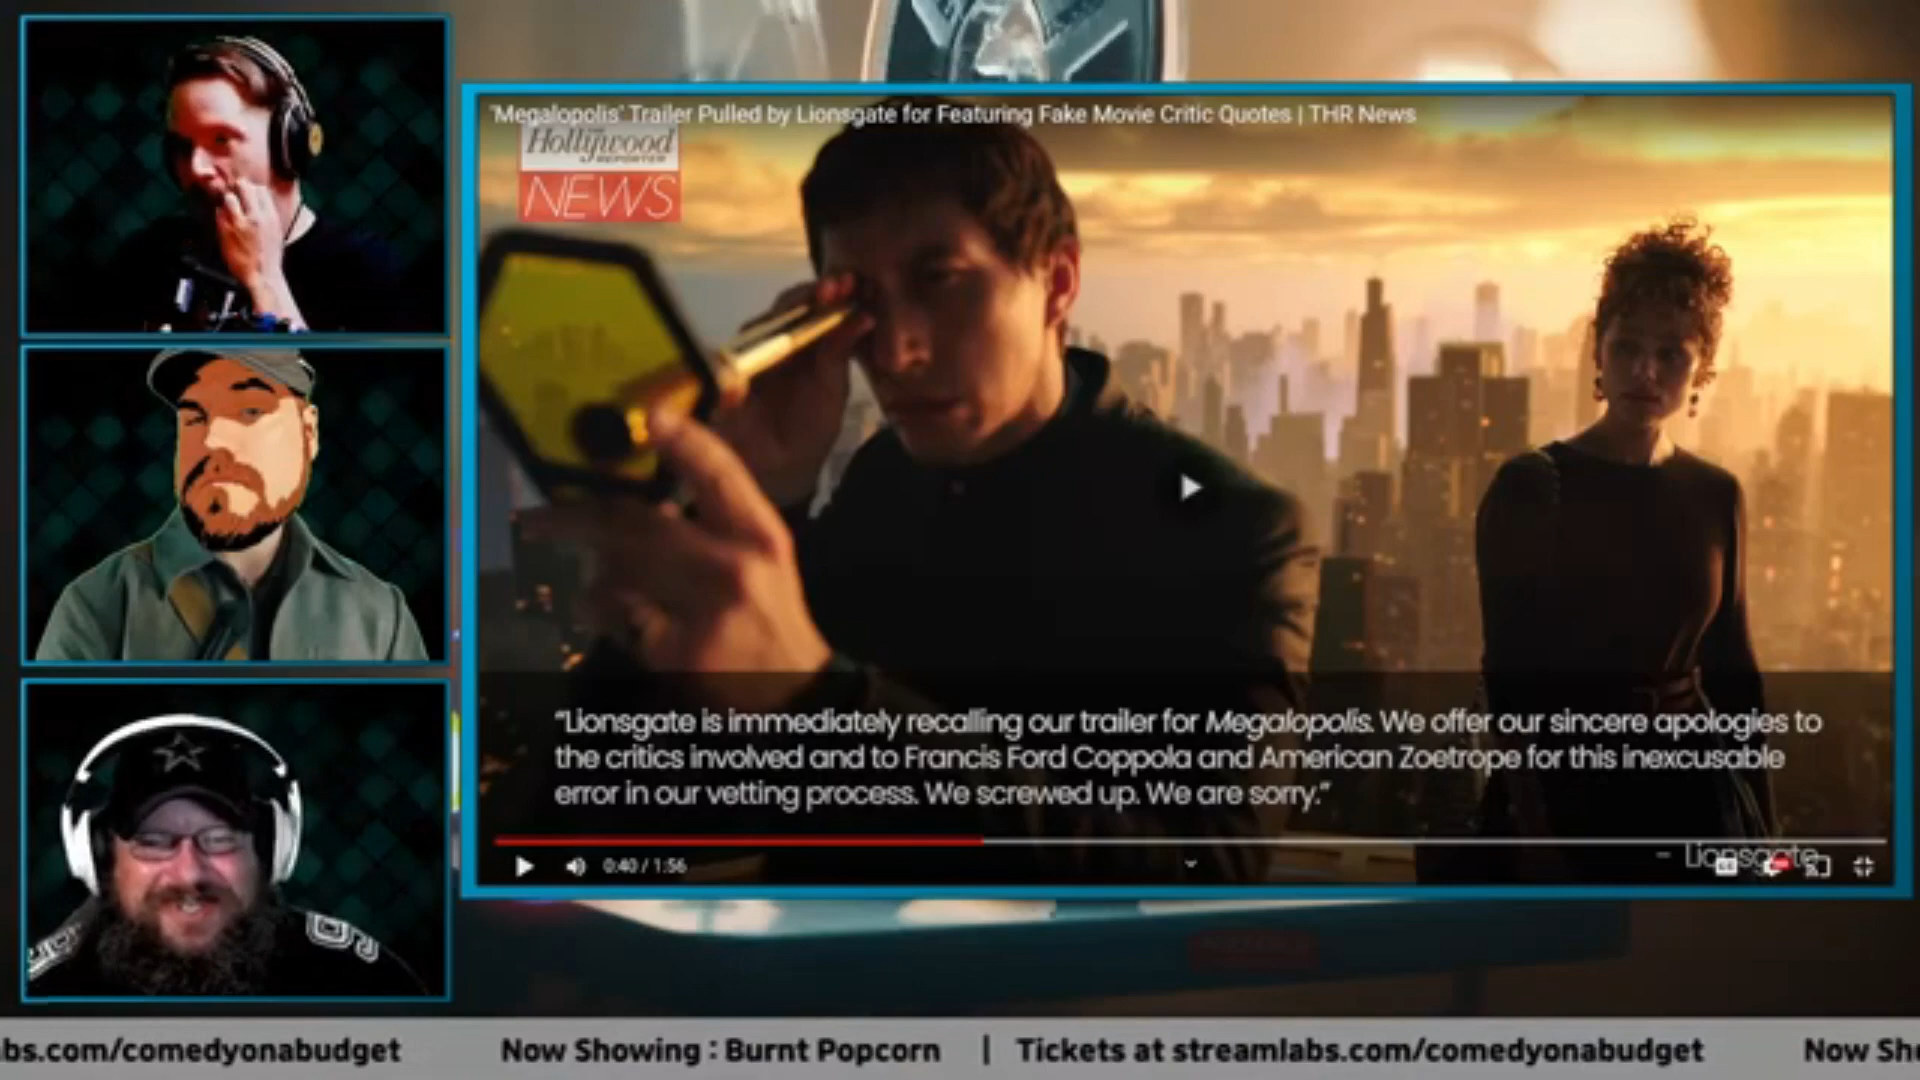 'Megalopolis' Trailer Pulled by Lionsgate for Featuring Fake Movie Critic Quotes | THR News
Hollywood
REPORTER
NEWS
“Lionsgate is immediately recalling our trailer for Megalopolis. We offer our sincere apologies to
the critics involved and to Francis Ford Coppola and American Zoetrope for this inexcusable
error in our vetting process. We screwed up. We are sorry.”
– Lionsgate
0:40 / 1:56
bs.com/comedyonabudget Now Showing : Burnt Popcorn | Tickets at streamlabs.com/comedyonabudget Now Sho